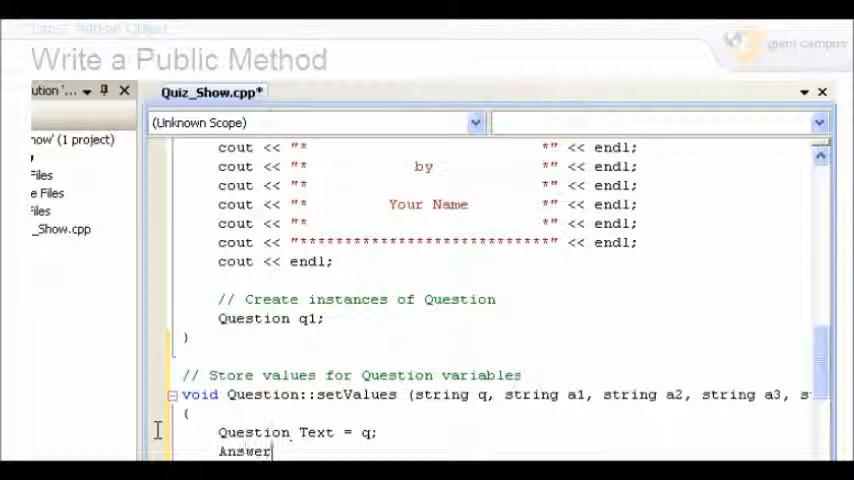 Write a Public Method
ution '...
Quiz_Show.cpp*
(Unknown Scope)
how' (1 project)
Files
e Files
Files
_Show.cpp
cout << "* *" << endl;
cout << "* by *" << endl;
cout << "* *" << endl;
cout << "* Your Name *" << endl;
cout << "* *" << endl;
cout << "****************************" << endl;
cout << endl;
// Create instances of Question
Question q1;
}
// Store values for Question variables
void Question::setValues (string q, string a1, string a2, string a3, s
{
Question_Text = q;
Answer